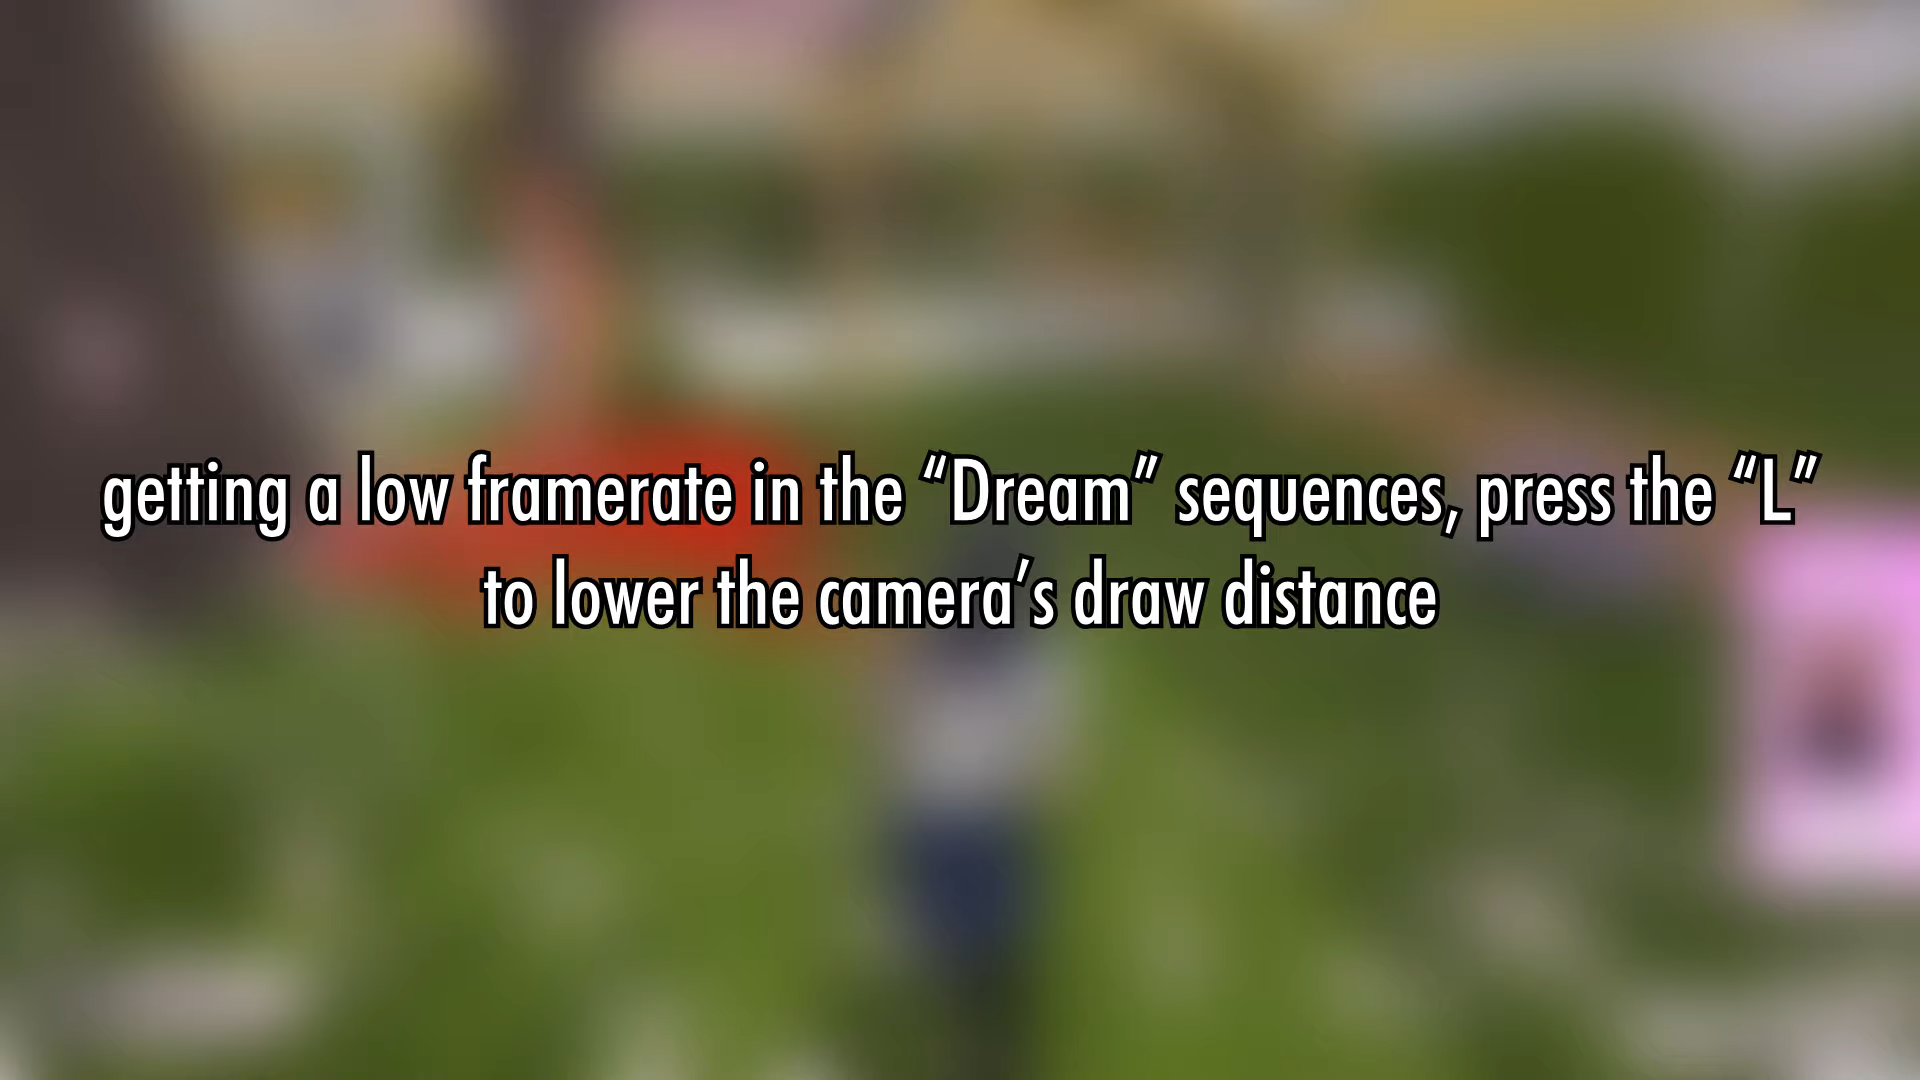 getting a low framerate in the “Dream” sequences, press the “L”
to lower the camera’s draw distance